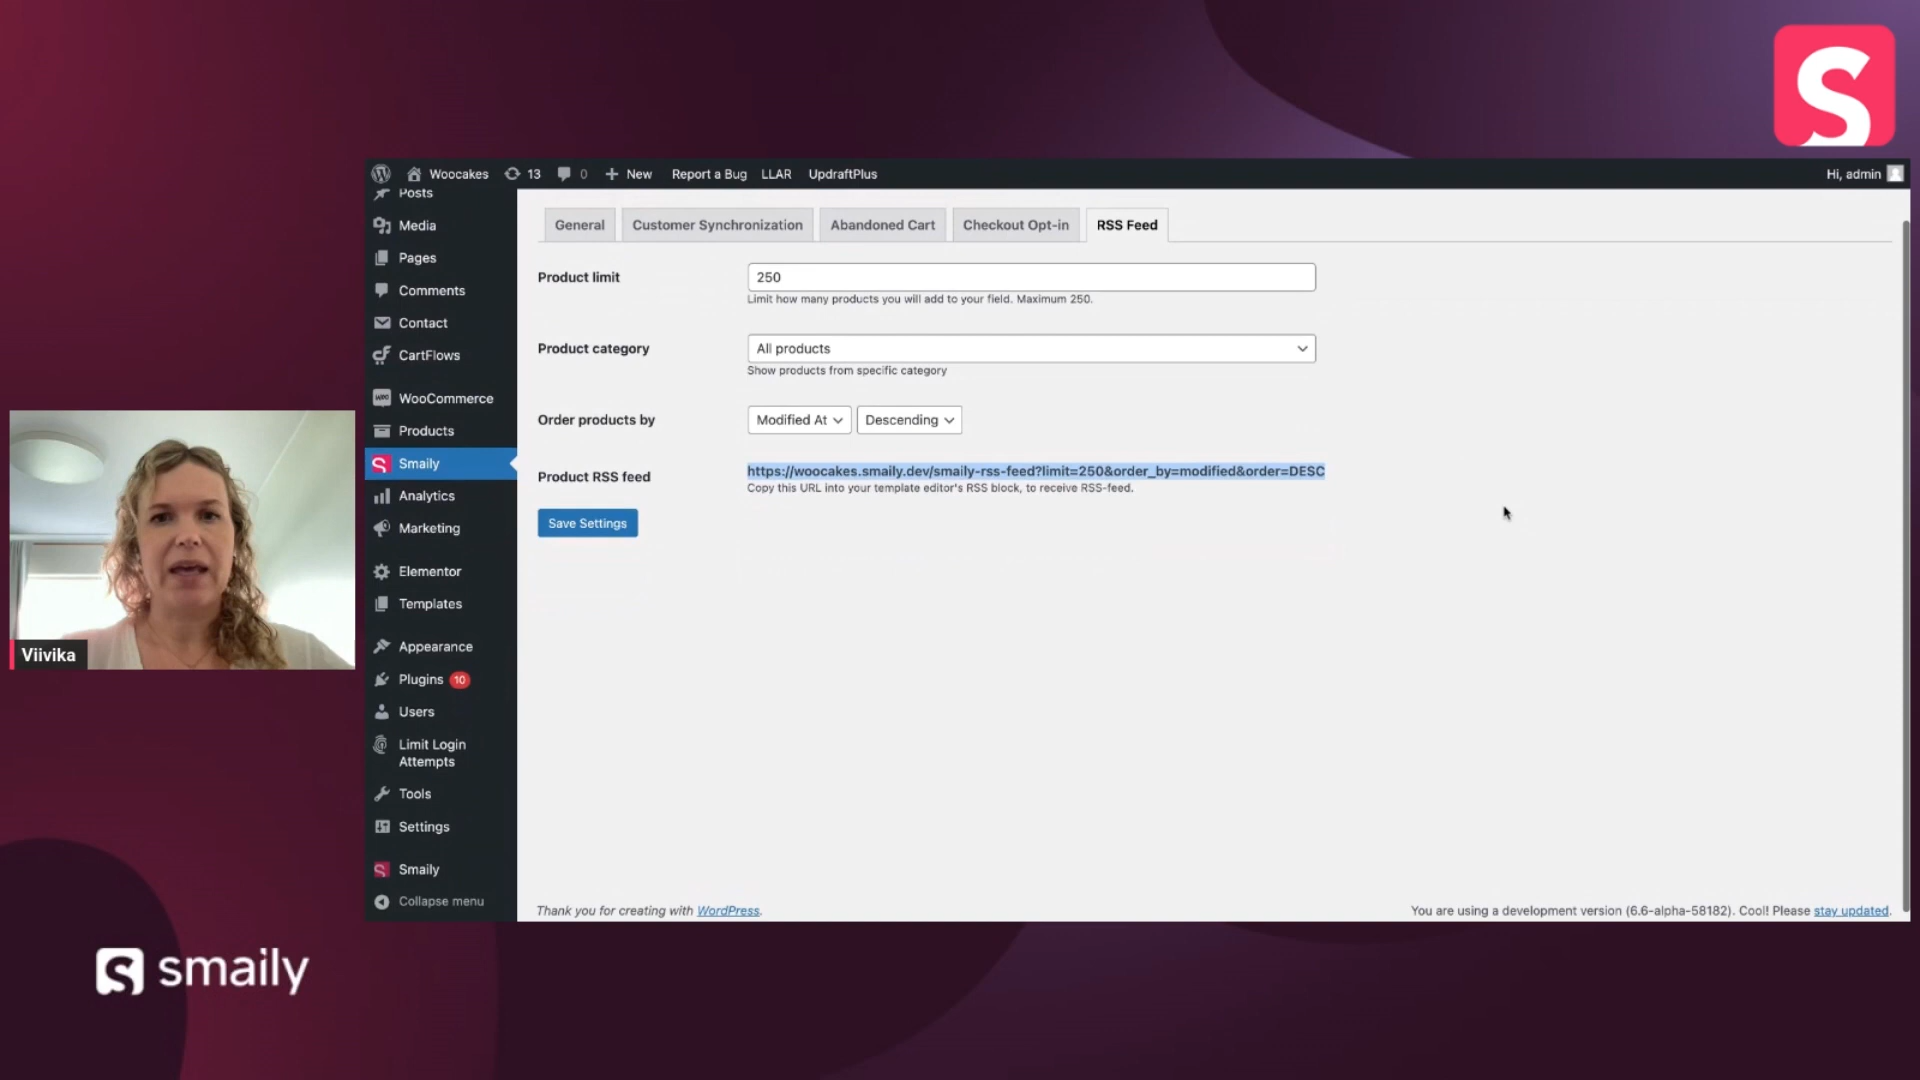 Woocakes 13 0 New Report a Bug LLAR UpdraftPlus Hi, admin
Posts
Media
Pages
Comments
Contact
CartFlows
WooCommerce
Products
Smaily
Analytics
Marketing
Elementor
Templates
Appearance
Plugins 10
Users
Limit Login
Attempts
Tools
Settings
Smaily
Collapse menu
General Customer Synchronization Abandoned Cart Checkout Opt-in RSS Feed
Product limit 250
Limit how many products you will add to your field. Maximum 250.
Product category All products
Show products from specific category
Order products by Modified At Descending
Product RSS feed https://woocakes.smaily.dev/smaily-rss-feed?limit=250&order_by=modified&order=DESC
Copy this URL into your template editor's RSS block, to receive RSS-feed.
Save Settings
Thank you for creating with WordPress.
You are using a development version (6.6-alpha-58182). Cool! Please stay updated.
Viivika
smaily